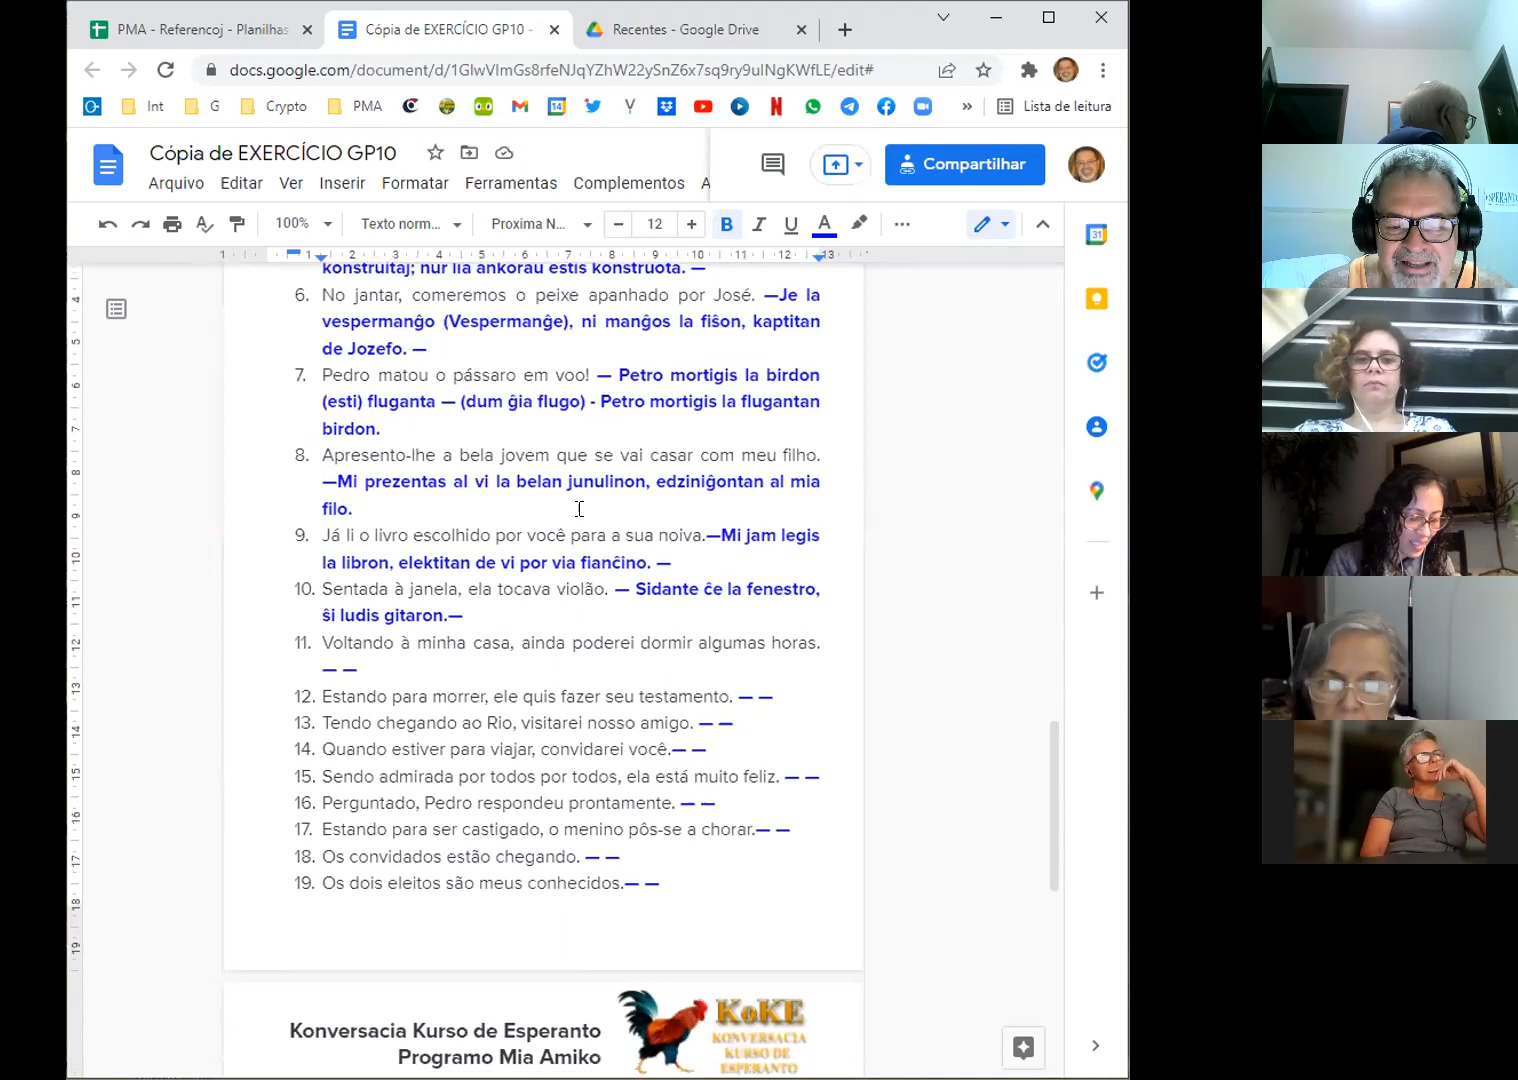 PMA - Referencoj - Planilhas
Cópia de EXERCÍCIO GP10 -
Recentes - Google Drive
docs.google.com/document/d/1GlwVlmGs8rfeNJqYZhW22ySnZ6x7sq9ry9ulNgKWfLE/edit#
Int
G
Crypto
PMA
Lista de leitura
Cópia de EXERCÍCIO GP10
Compartilhar
Arquivo Editar Ver Inserir Formatar Ferramentas Complementos A
100% Texto norm... Proxima N... 12 B I U A
konstruitaj; nur lia ankoraŭ estis konstruota. —
6. No jantar, comeremos o peixe apanhado por José. —Je la
vespermanĝo (Vespermanĝe), ni manĝos la fiŝon, kaptitan
de Jozefo. —
7. Pedro matou o pássaro em voo! — Petro mortigis la birdon
(esti) fluganta — (dum ĝia flugo) - Petro mortigis la flugantan
birdon.
8. Apresento-lhe a bela jovem que se vai casar com meu filho.
—Mi prezentas al vi la belan junulinon, edziniĝontan al mia
filo.
9. Já li o livro escolhido por você para a sua noiva.—Mi jam legis
la libron, elektitan de vi por via fianĉino. —
10. Sentada à janela, ela tocava violão. — Sidante ĉe la fenestro,
ŝi ludis gitaron.—
11. Voltando à minha casa, ainda poderei dormir algumas horas.
— —
12. Estando para morrer, ele quis fazer seu testamento. — —
13. Tendo chegando ao Rio, visitarei nosso amigo. — —
14. Quando estiver para viajar, convidarei você.— —
15. Sendo admirada por todos por todos, ela está muito feliz. — —
16. Perguntado, Pedro respondeu prontamente. — —
17. Estando para ser castigado, o menino pôs-se a chorar.— —
18. Os convidados estão chegando. — —
19. Os dois eleitos são meus conhecidos.— —
Konversacia Kurso de Esperanto
Programo Mia Amiko
KoKE
KONVERSACIA
KURSO DE
ESPERANTO